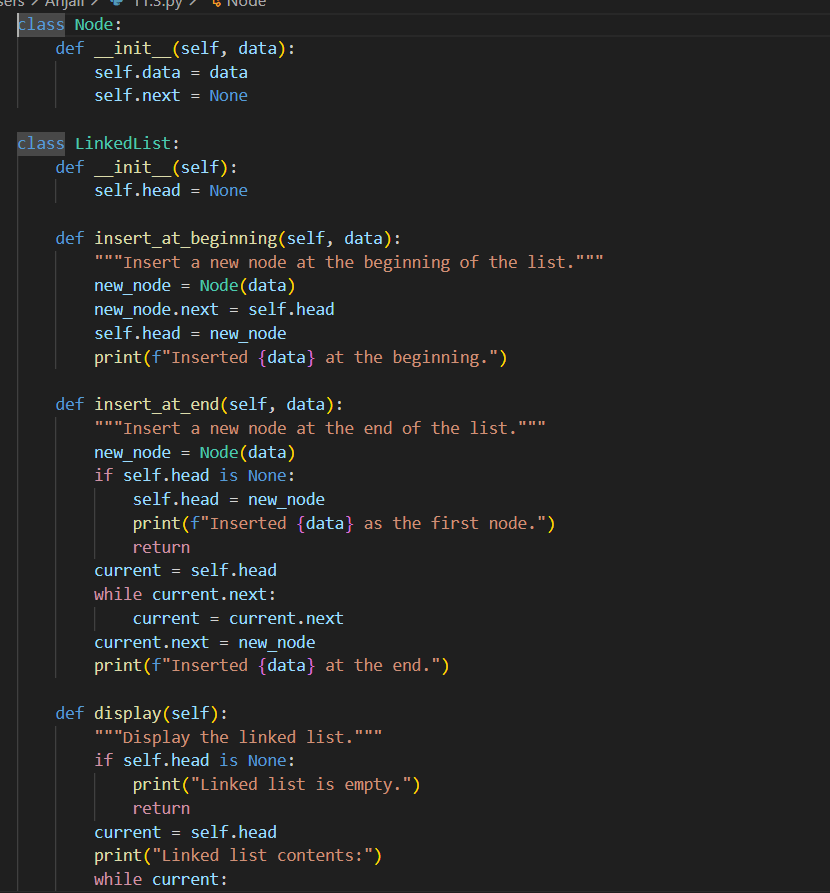 sers > Anjali > 11.3.py > Node
class Node:
    def __init__(self, data):
        self.data = data
        self.next = None
class LinkedList:
    def __init__(self):
        self.head = None
    def insert_at_beginning(self, data):
        """Insert a new node at the beginning of the list."""
        new_node = Node(data)
        new_node.next = self.head
        self.head = new_node
        print(f"Inserted {data} at the beginning.")
    def insert_at_end(self, data):
        """Insert a new node at the end of the list."""
        new_node = Node(data)
        if self.head is None:
            self.head = new_node
            print(f"Inserted {data} as the first node.")
            return
        current = self.head
        while current.next:
            current = current.next
        current.next = new_node
        print(f"Inserted {data} at the end.")
    def display(self):
        """Display the linked list."""
        if self.head is None:
            print("Linked list is empty.")
            return
        current = self.head
        print("Linked list contents:")
        while current: